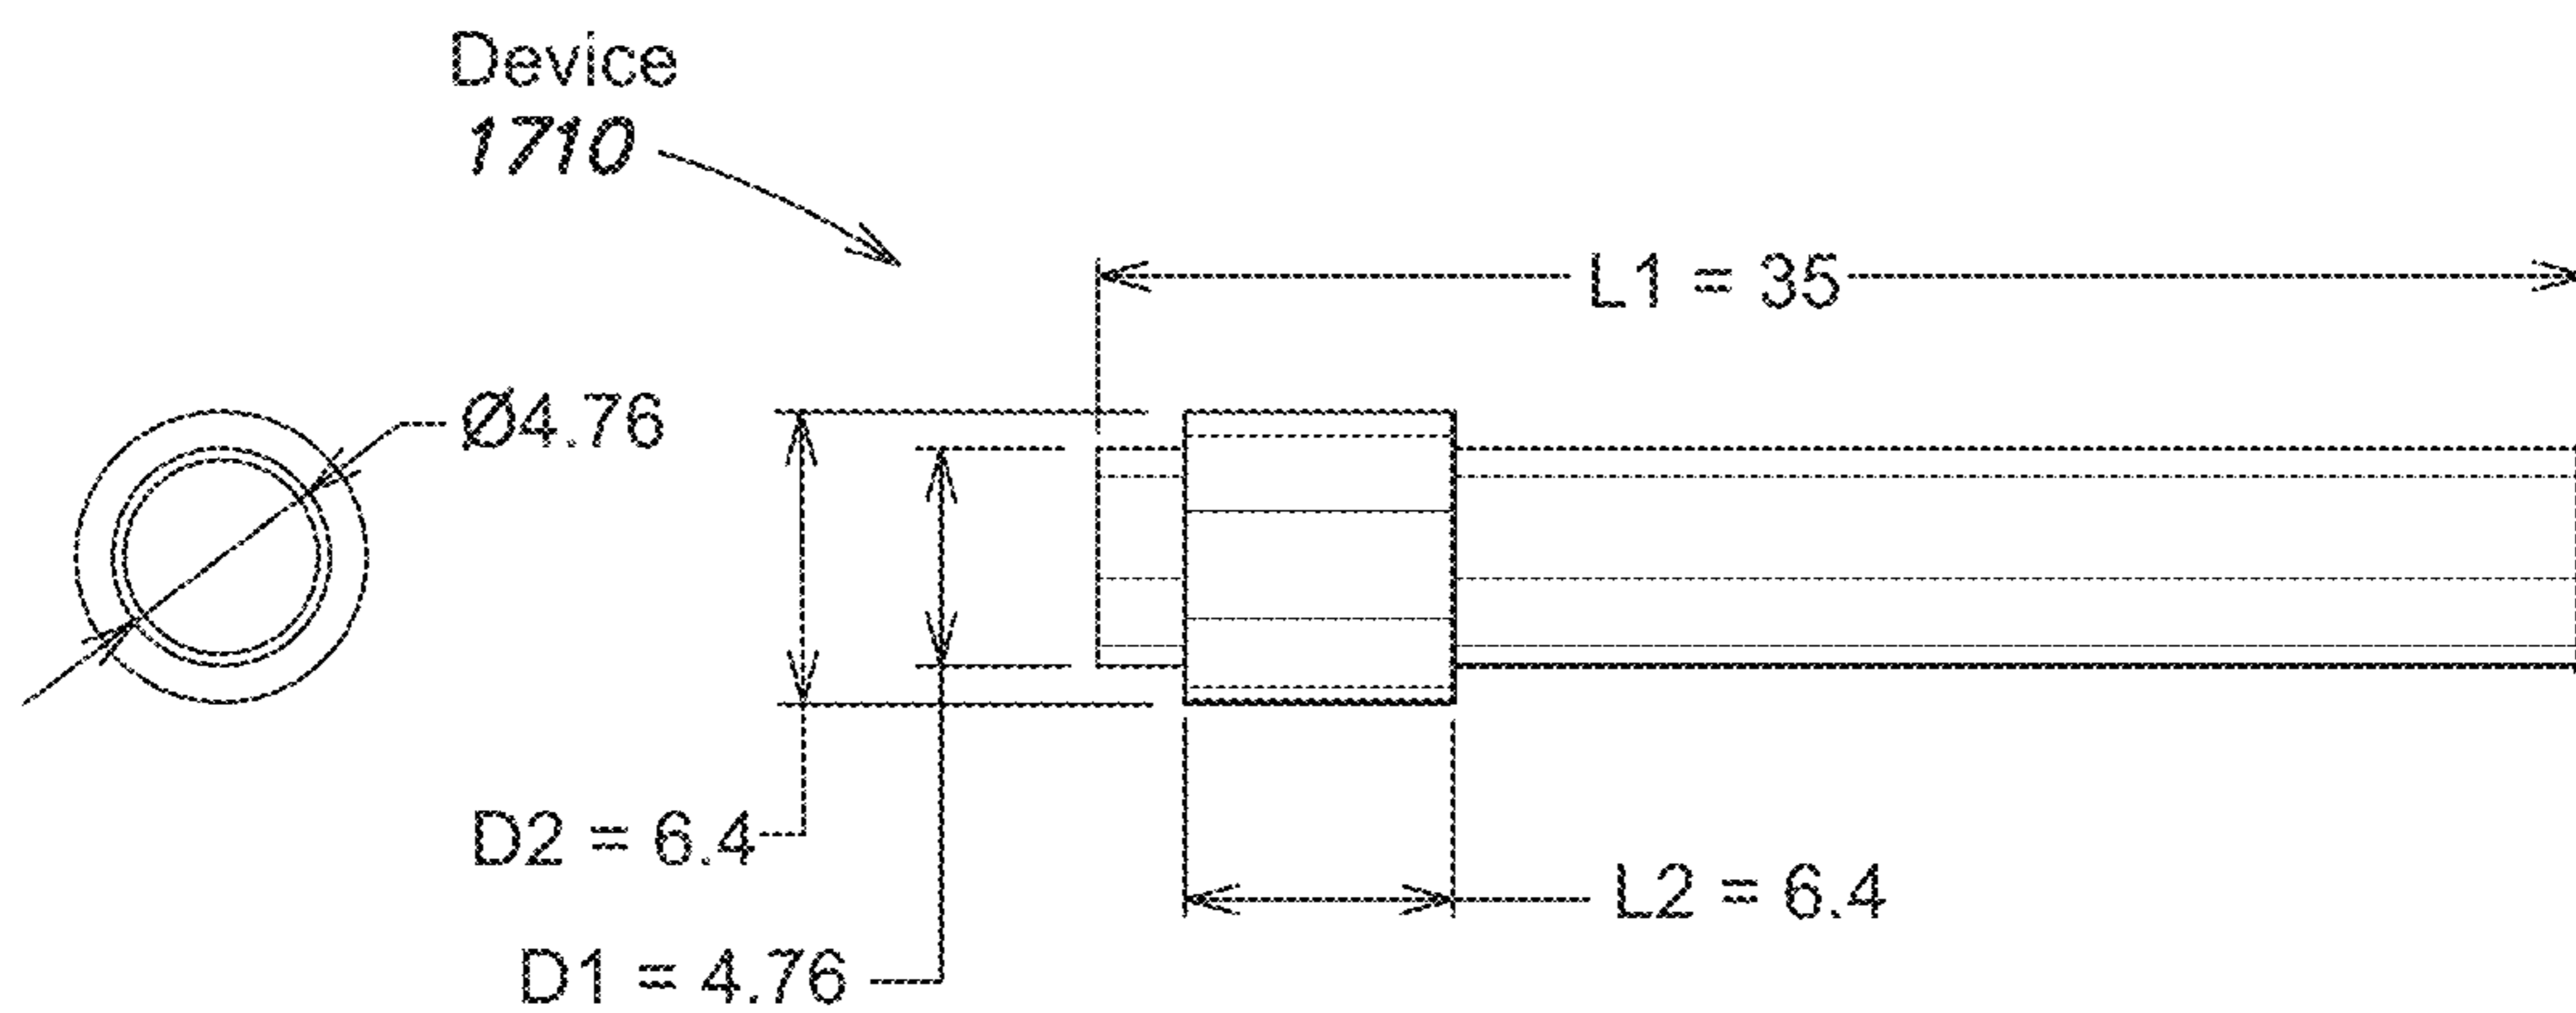 Device
1710
L1 = 35
Ø4.76
D2 = 6.4
L2 = 6.4
D1 = 4.76